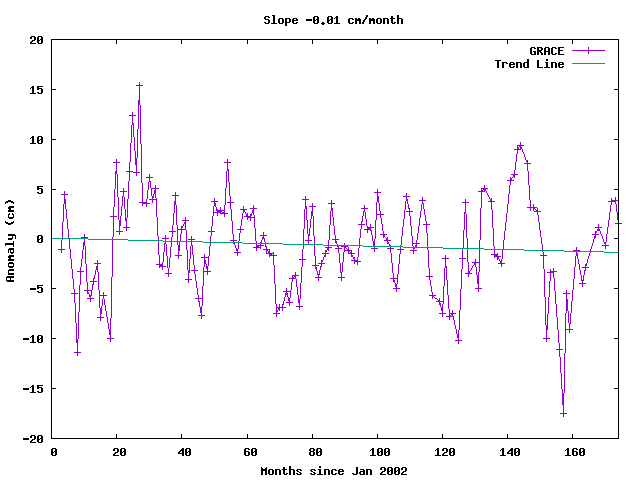 Slope -0.01 cm/month
GRACE
Trend Line
20
15
10
5
0
-5
-10
-15
-20
Anomaly (cm)
0 20 40 60 80 100 120 140 160
Months since Jan 2002